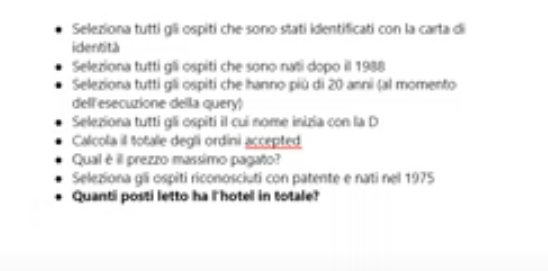 • Seleziona tutti gli ospiti che sono stati identificati con la carta di
identità
• Seleziona tutti gli ospiti che sono nati dopo il 1988
• Seleziona tutti gli ospiti che hanno più di 20 anni (al momento
dell'esecuzione della query)
• Seleziona tutti gli ospiti il cui nome inizia con la D
• Calcola il totale degli ordini accepted
• Qual è il prezzo massimo pagato?
• Seleziona gli ospiti riconosciuti con patente e nati nel 1975
• Quanti posti letto ha l'hotel in totale?